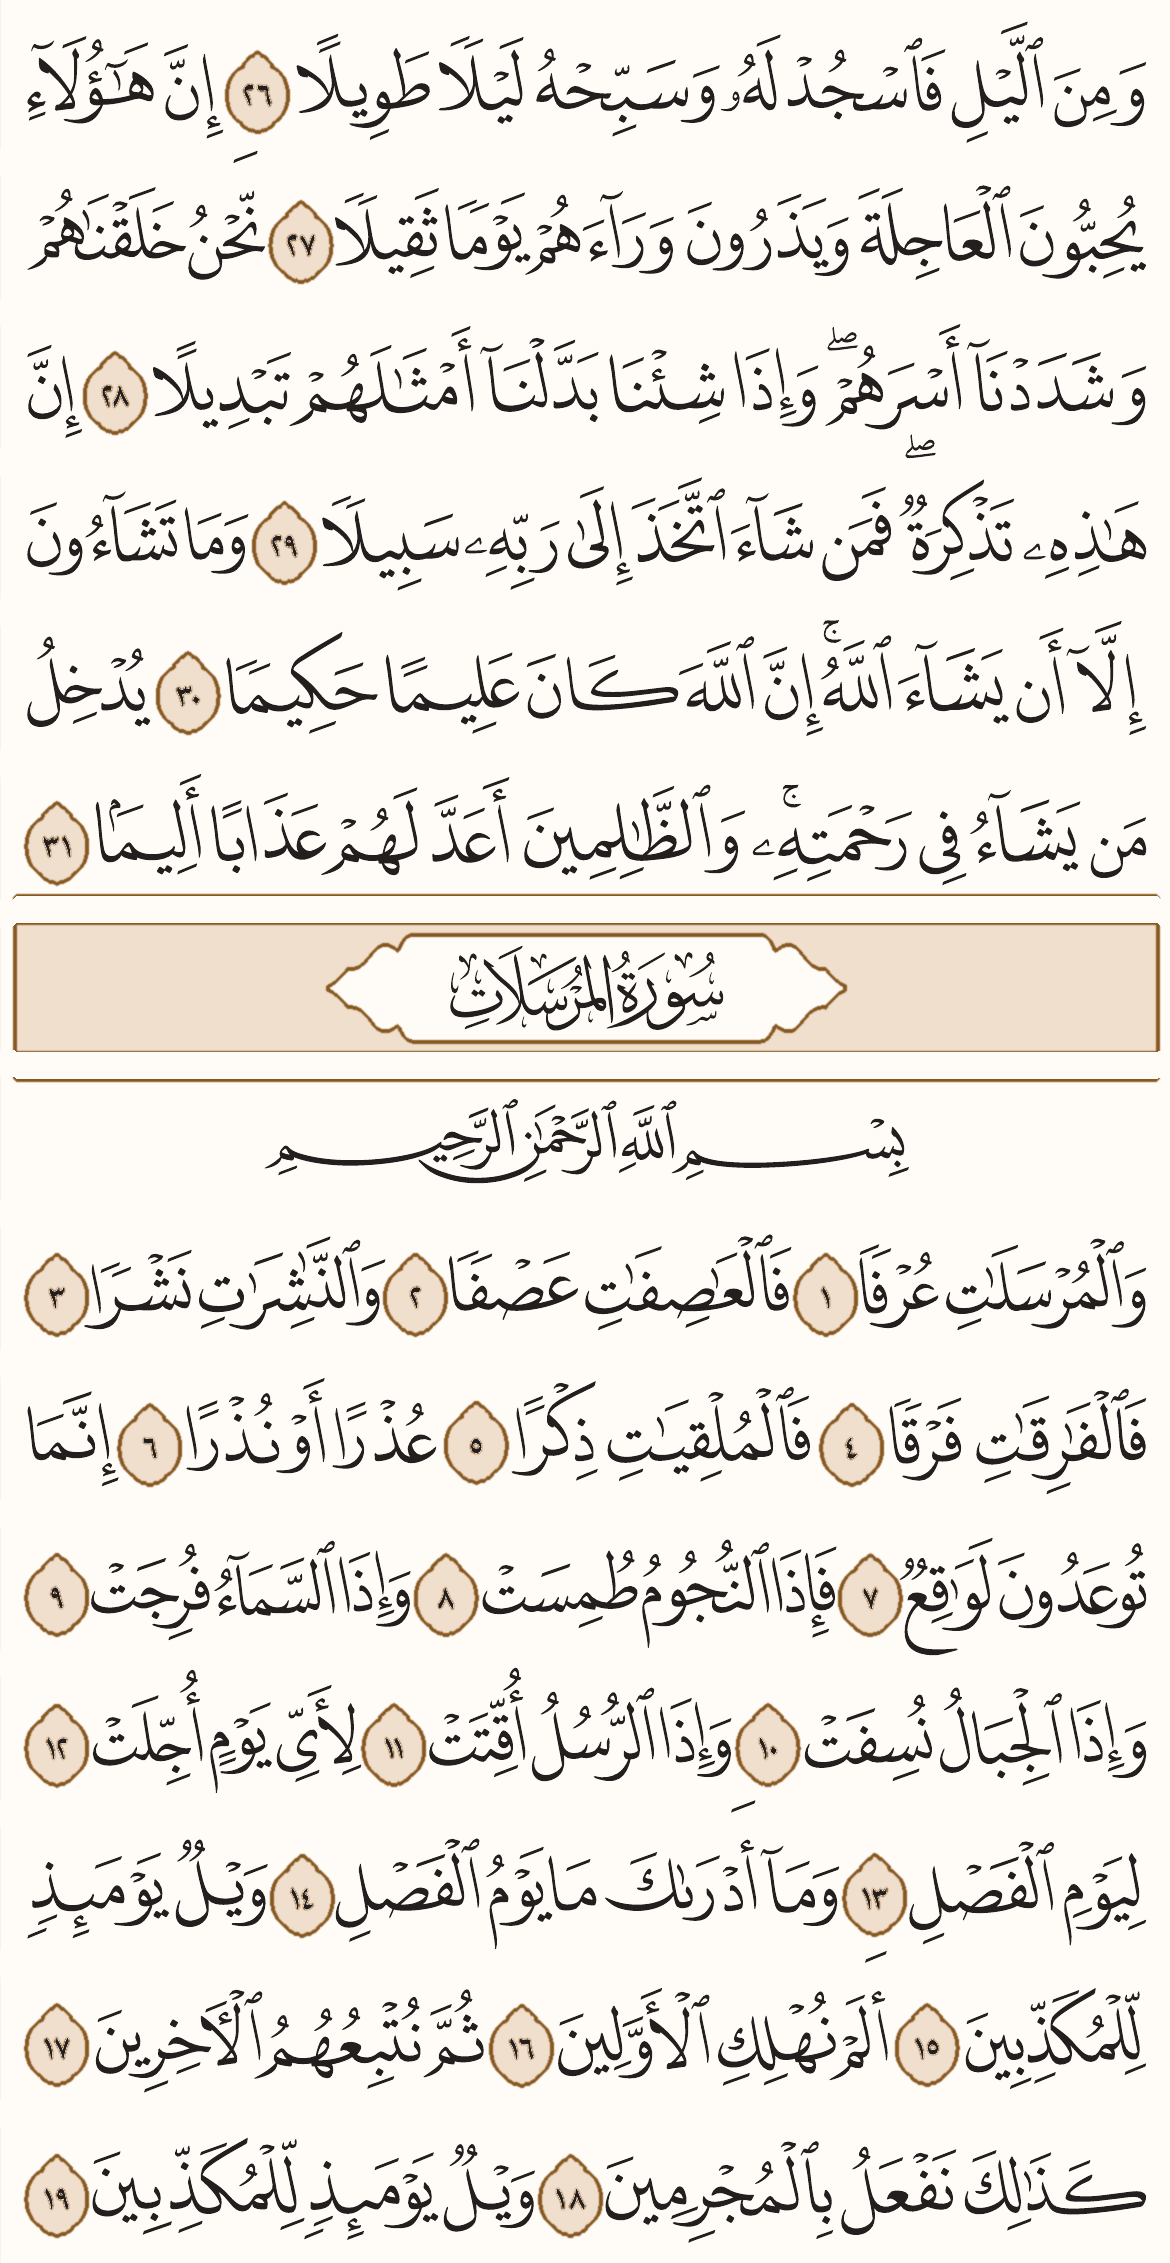 وَمِنَ ٱلَّيْلِ فَٱسْجُدْ لَهُۥ وَسَبِّحْهُ لَيْلًا طَوِيلًا ٢٦ إِنَّ هَـٰٓؤُلَآءِ
يُحِبُّونَ ٱلْعَاجِلَةَ وَيَذَرُونَ وَرَآءَهُمْ يَوْمًا ثَقِيلًا ٢٧ نَّحْنُ خَلَقْنَـٰهُمْ
وَشَدَدْنَآ أَسْرَهُمْ ۖ وَإِذَا شِئْنَا بَدَّلْنَآ أَمْثَـٰلَهُمْ تَبْدِيلًا ٢٨ إِنَّ
هَـٰذِهِۦ تَذْكِرَةٌ ۖ فَمَن شَآءَ ٱتَّخَذَ إِلَىٰ رَبِّهِۦ سَبِيلًا ٢٩ وَمَا تَشَآءُونَ
إِلَّآ أَن يَشَآءَ ٱللَّهُ ۚ إِنَّ ٱللَّهَ كَانَ عَلِيمًا حَكِيمًا ٣٠ يُدْخِلُ
مَن يَشَآءُ فِى رَحْمَتِهِۦ ۚ وَٱلظَّـٰلِمِينَ أَعَدَّ لَهُمْ عَذَابًا أَلِيمًۢا ٣١
سُورَةُ المُرْسَلَاتِ
بِسْمِ ٱللَّهِ ٱلرَّحْمَـٰنِ ٱلرَّحِيمِ
وَٱلْمُرْسَلَـٰتِ عُرْفًا ١ فَٱلْعَـٰصِفَـٰتِ عَصْفًا ٢ وَٱلنَّـٰشِرَٰتِ نَشْرًا ٣
فَٱلْفَـٰرِقَـٰتِ فَرْقًا ٤ فَٱلْمُلْقِيَـٰتِ ذِكْرًا ٥ عُذْرًا أَوْ نُذْرًا ٦ إِنَّمَا
تُوعَدُونَ لَوَٰقِعٌ ٧ فَإِذَا ٱلنُّجُومُ طُمِسَتْ ٨ وَإِذَا ٱلسَّمَآءُ فُرِجَتْ ٩
وَإِذَا ٱلْجِبَالُ نُسِفَتْ ١٠ وَإِذَا ٱلرُّسُلُ أُقِّتَتْ ١١ لِأَىِّ يَوْمٍ أُجِّلَتْ ١٢
لِيَوْمِ ٱلْفَصْلِ ١٣ وَمَآ أَدْرَىٰكَ مَا يَوْمُ ٱلْفَصْلِ ١٤ وَيْلٌ يَوْمَئِذٍ
لِّلْمُكَذِّبِينَ ١٥ أَلَمْ نُهْلِكِ ٱلْأَوَّلِينَ ١٦ ثُمَّ نُتْبِعُهُمُ ٱلْـَٔاخِرِينَ ١٧
كَذَٰلِكَ نَفْعَلُ بِٱلْمُجْرِمِينَ ١٨ وَيْلٌ يَوْمَئِذٍ لِّلْمُكَذِّبِينَ ١٩